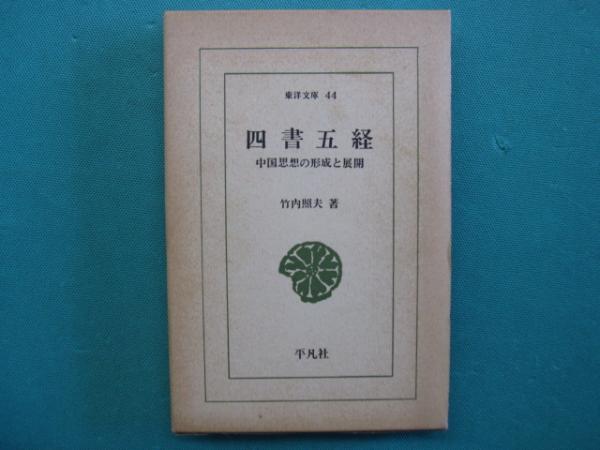 東洋文庫 44
四書五経
中国思想の形成と展開
竹内照夫 著
平凡社